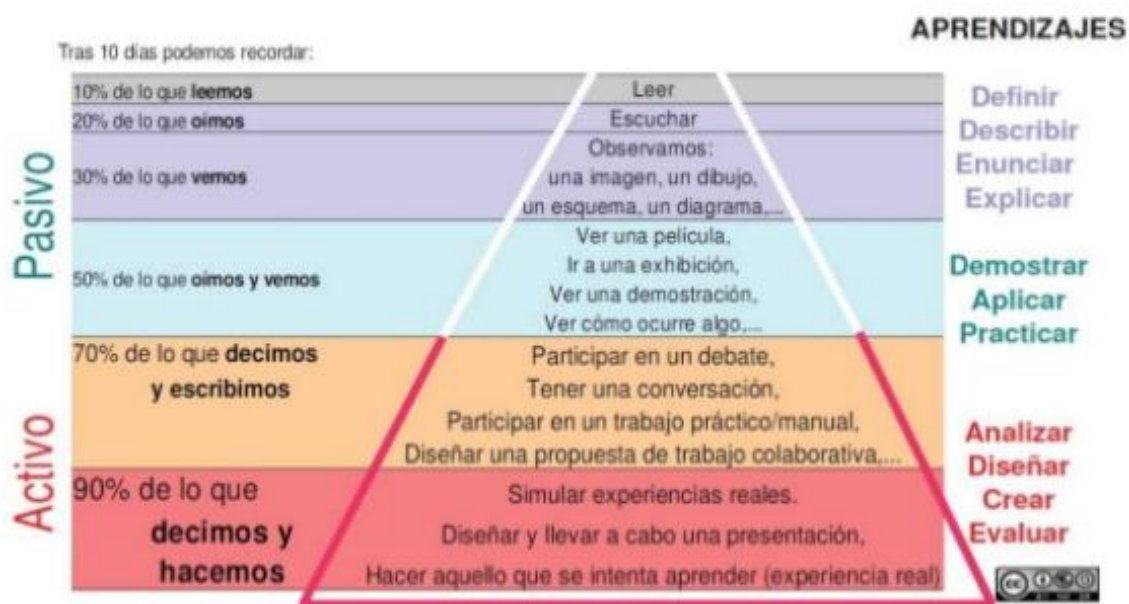 APRENDIZAJES
Tras 10 días podemos recordar:
Pasivo
10% de lo que leemos
Leer
20% de lo que oímos
Escuchar
30% de lo que vemos
Observamos:
una imagen, un dibujo,
un esquema, un diagrama,...
Definir
Describir
Enunciar
Explicar
50% de lo que oímos y vemos
Ver una película,
Ir a una exhibición,
Ver una demostración,
Ver cómo ocurre algo,...
Demostrar
Aplicar
Practicar
Activo
70% de lo que decimos
y escribimos
Participar en un debate,
Tener una conversación,
Participar en un trabajo práctico/manual,
Diseñar una propuesta de trabajo colaborativa,...
90% de lo que
decimos y
hacemos
Simular experiencias reales.
Diseñar y llevar a cabo una presentación,
Hacer aquello que se intenta aprender (experiencia real)
Analizar
Diseñar
Crear
Evaluar
cc